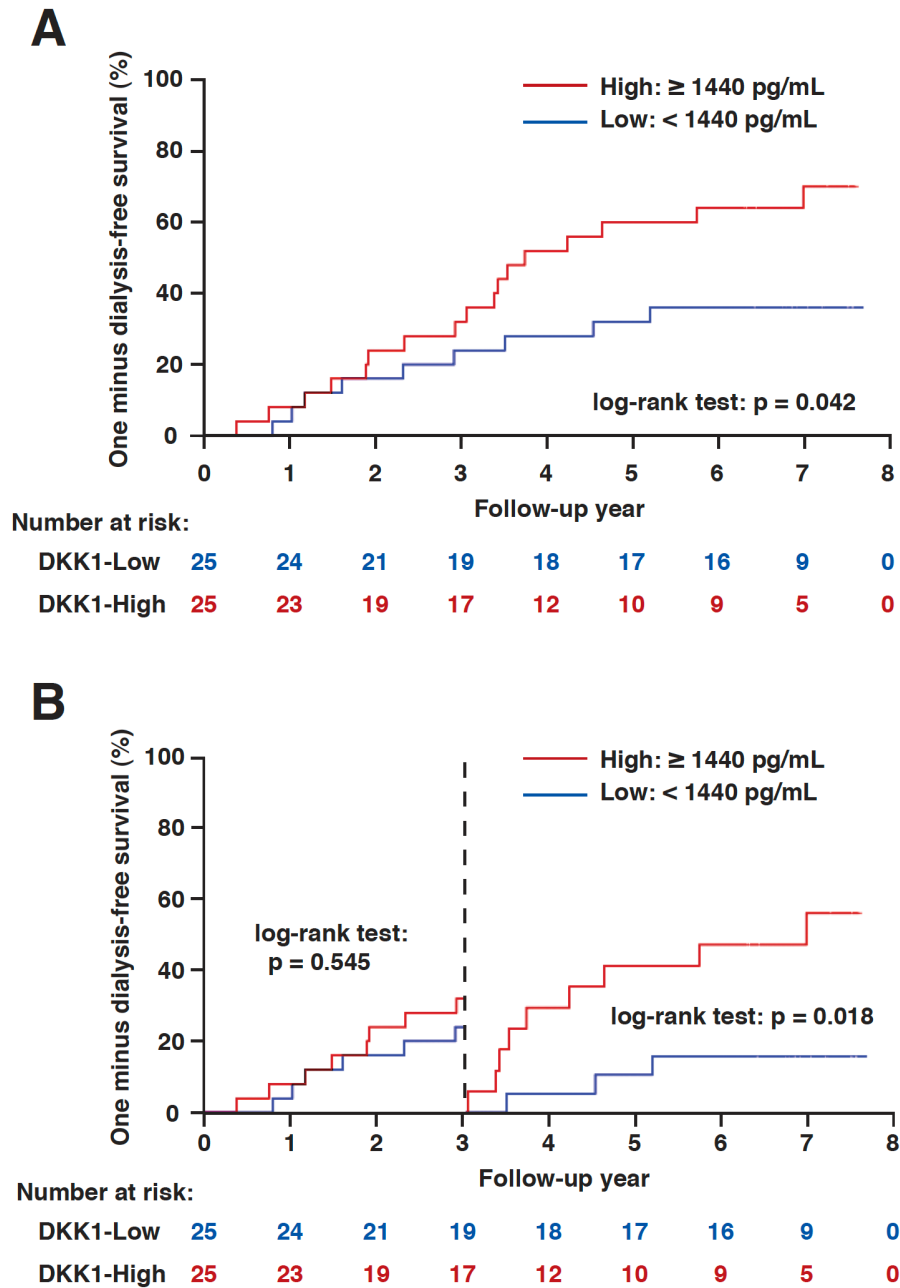 A
One minus dialysis-free survival (%)
100
80
60
40
20
0
High: ≥ 1440 pg/mL
Low: < 1440 pg/mL
log-rank test: p = 0.042
0 1 2 3 4 5 6 7 8
Follow-up year
Number at risk:
DKK1-Low 25 24 21 19 18 17 16 9 0
DKK1-High 25 23 19 17 12 10 9 5 0
B
One minus dialysis-free survival (%)
100
80
60
40
20
0
High: ≥ 1440 pg/mL
Low: < 1440 pg/mL
log-rank test:
p = 0.545
log-rank test: p = 0.018
0 1 2 3 4 5 6 7 8
Follow-up year
Number at risk:
DKK1-Low 25 24 21 19 18 17 16 9 0
DKK1-High 25 23 19 17 12 10 9 5 0